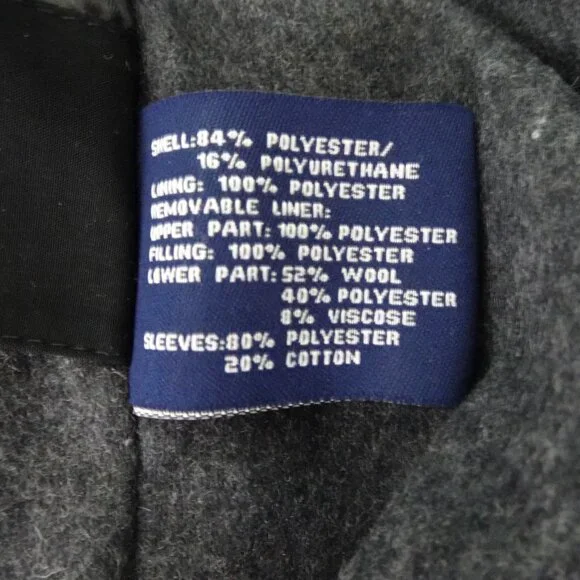 SHELL:84% POLYESTER/
16% POLYURETHANE
LINING: 100% POLYESTER
REMOVABLE LINER:
UPPER PART: 100% POLYESTER
FILLING: 100% POLYESTER
LOWER PART: 52% WOOL
40% POLYESTER
8% VISCOSE
SLEEVES:80% POLYESTER
20% COTTON